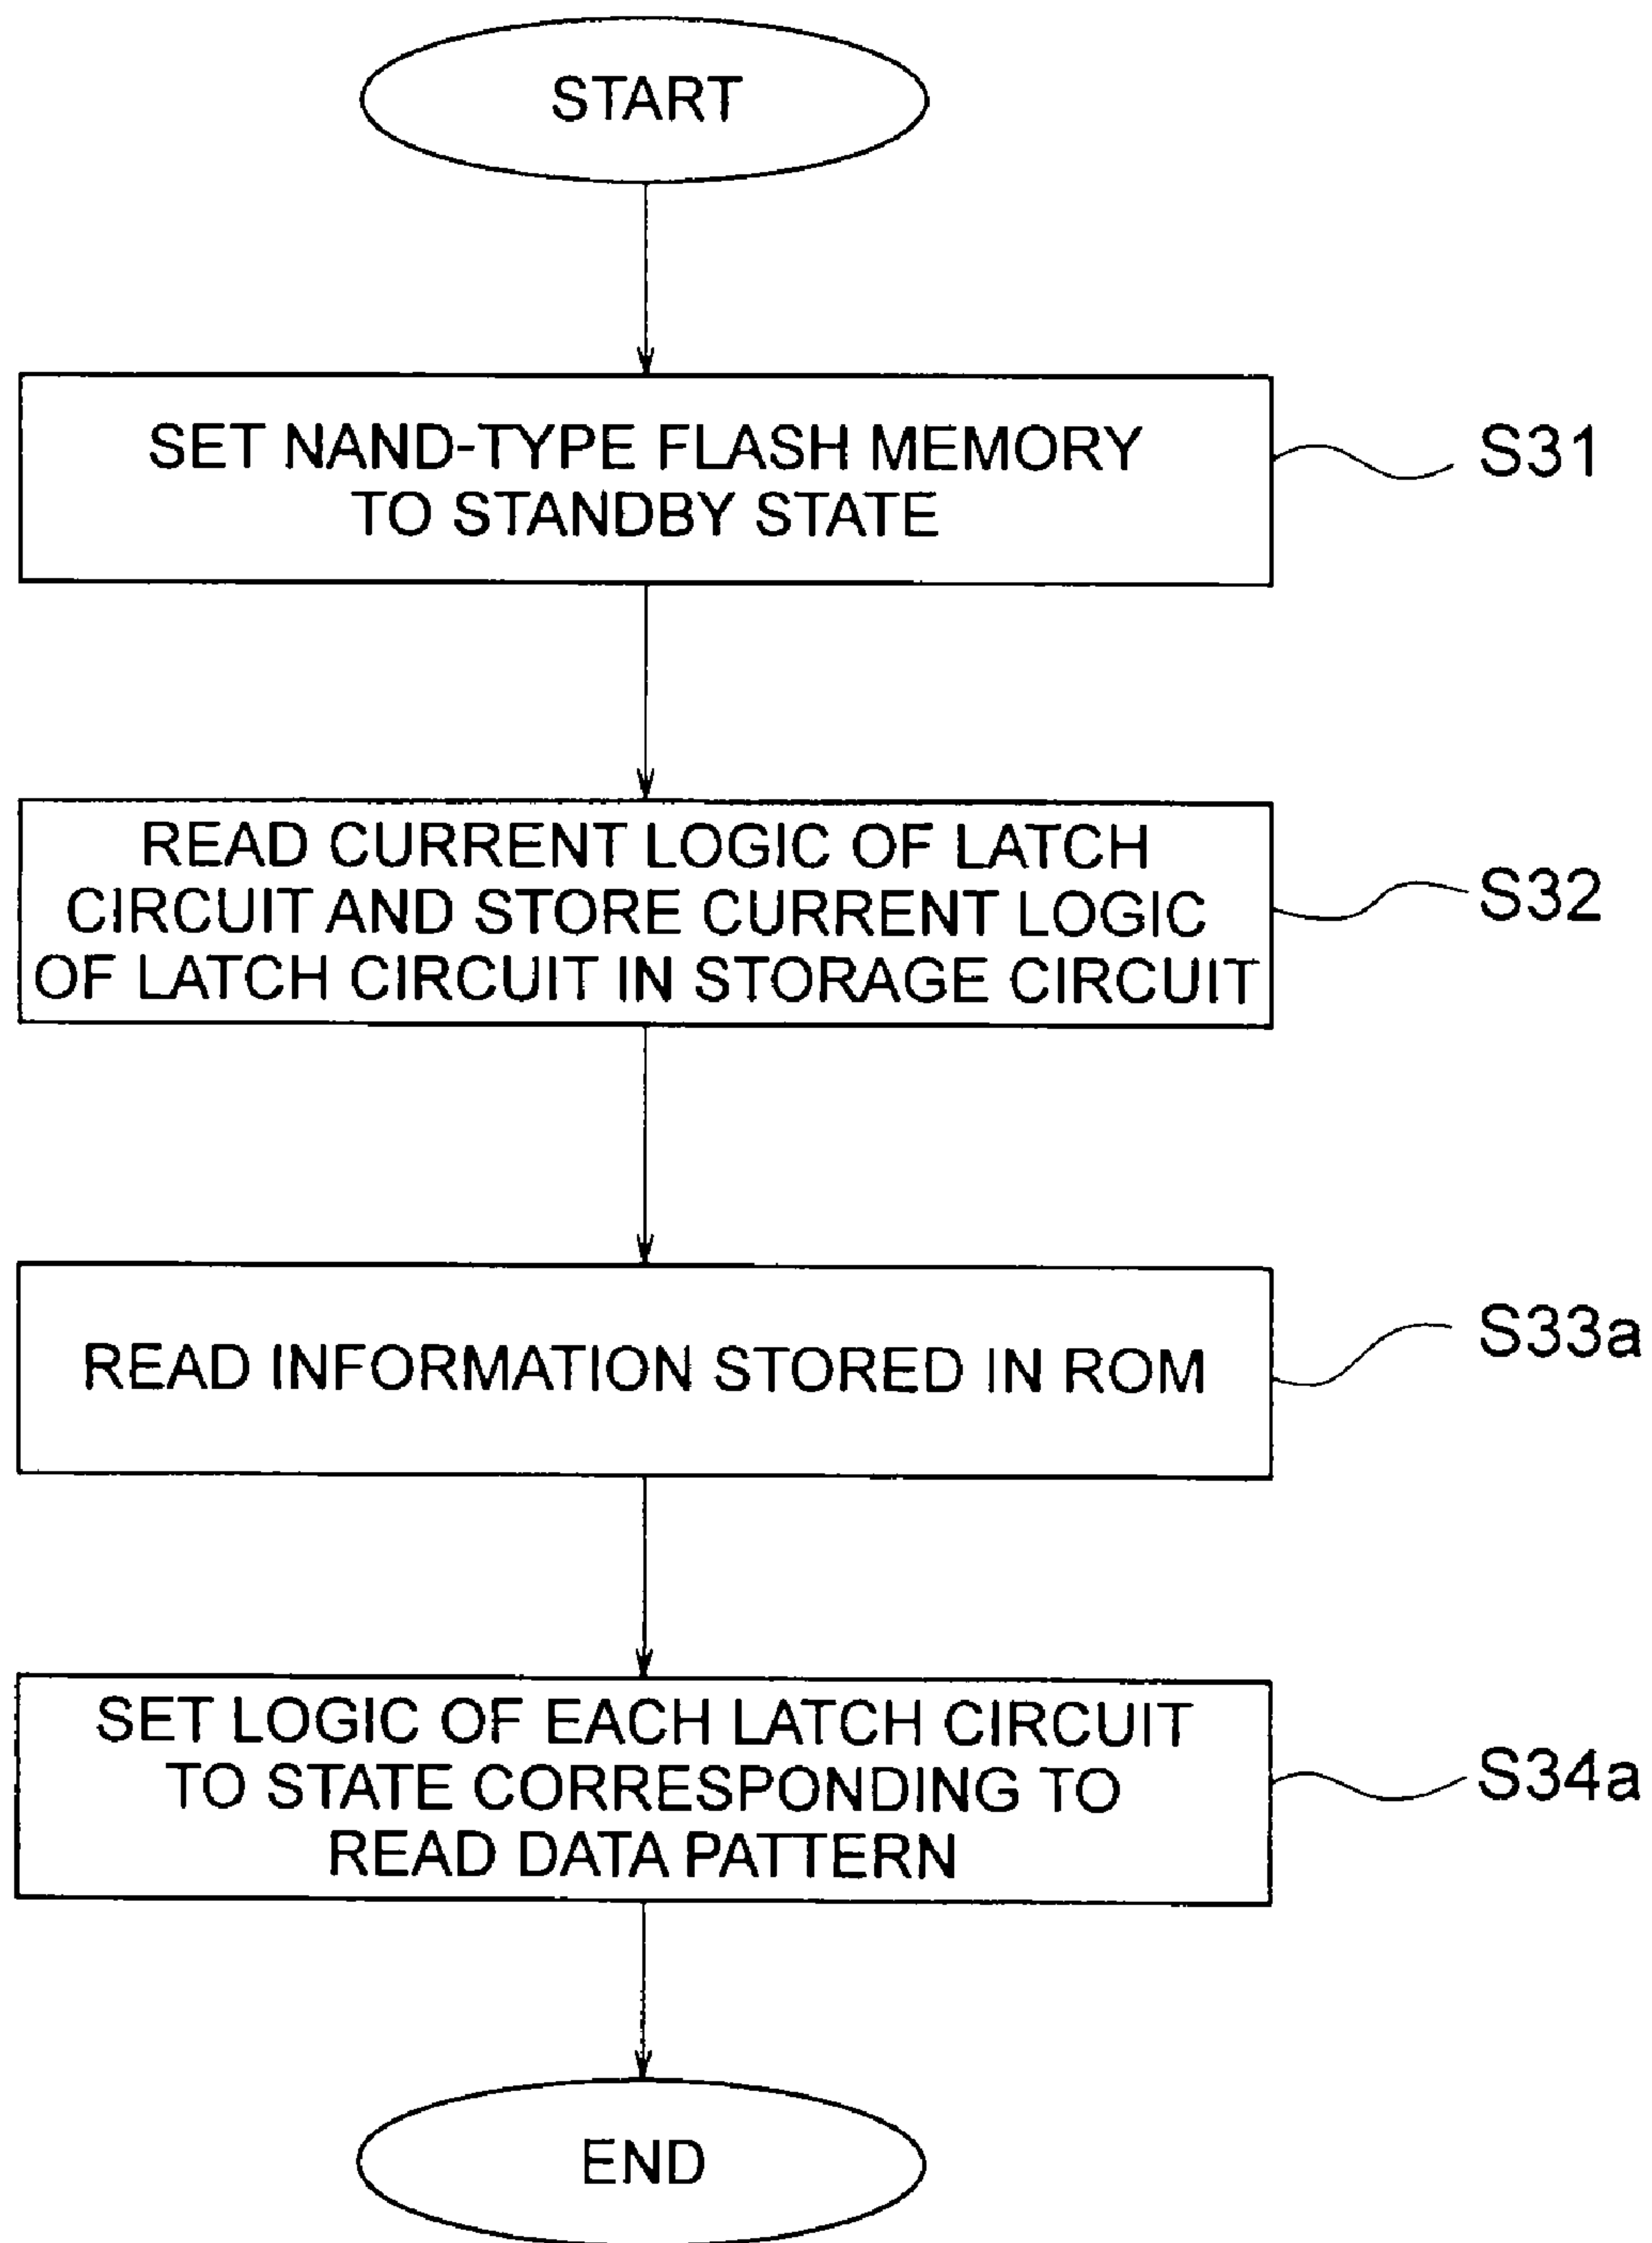 START
SET NAND-TYPE FLASH MEMORY
TO STANDBY STATE
S31
READ CURRENT LOGIC OF LATCH
CIRCUIT AND STORE CURRENT LOGIC
OF LATCH CIRCUIT IN STORAGE CIRCUIT
S32
READ INFORMATION STORED IN ROM
S33a
SET LOGIC OF EACH LATCH CIRCUIT
TO STATE CORRESPONDING TO
READ DATA PATTERN
S34a
END